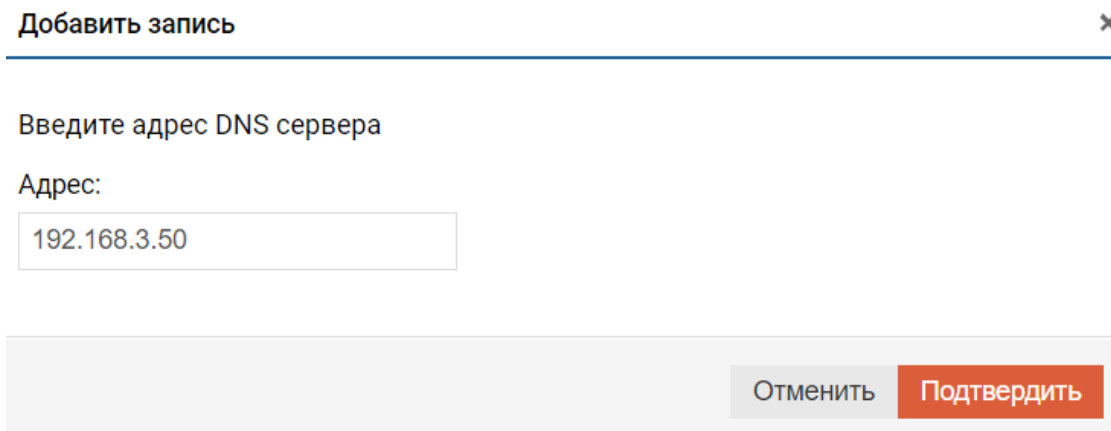 Добавить запись
Введите адрес DNS сервера
Адрес:
192.168.3.50
Отменить Подтвердить